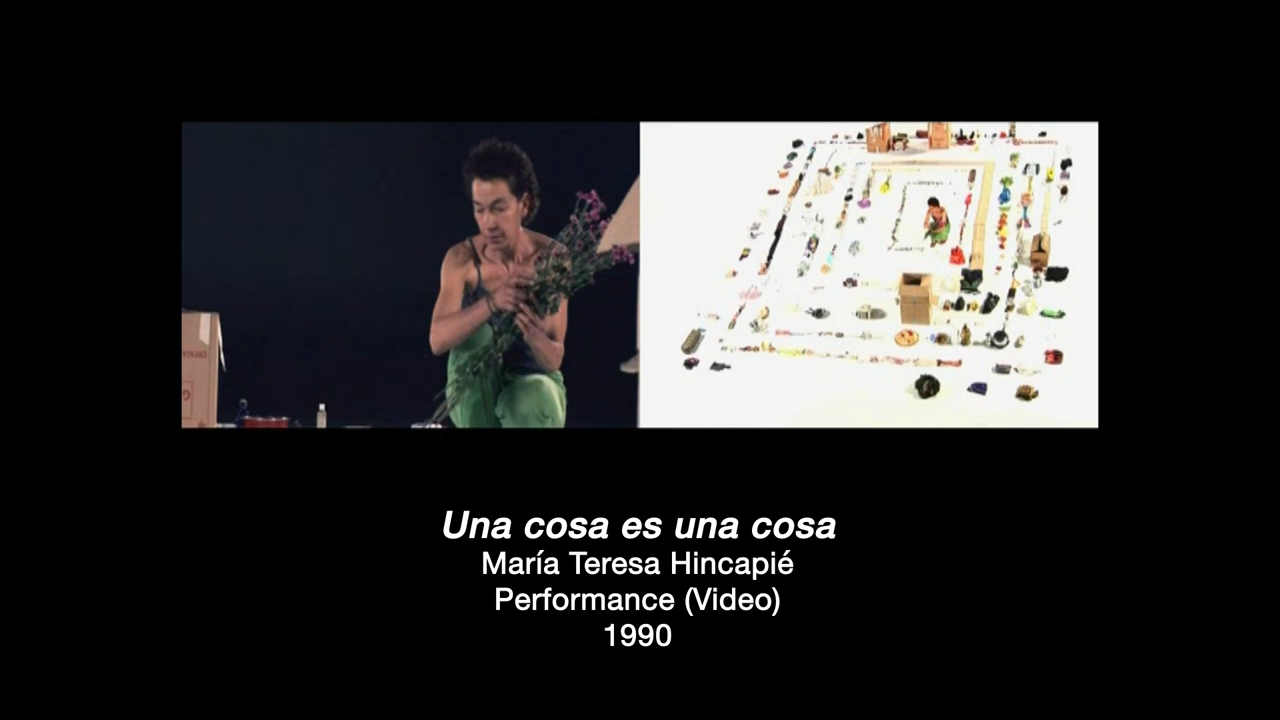 Una cosa es una cosa
María Teresa Hincapié
Performance (Video)
1990